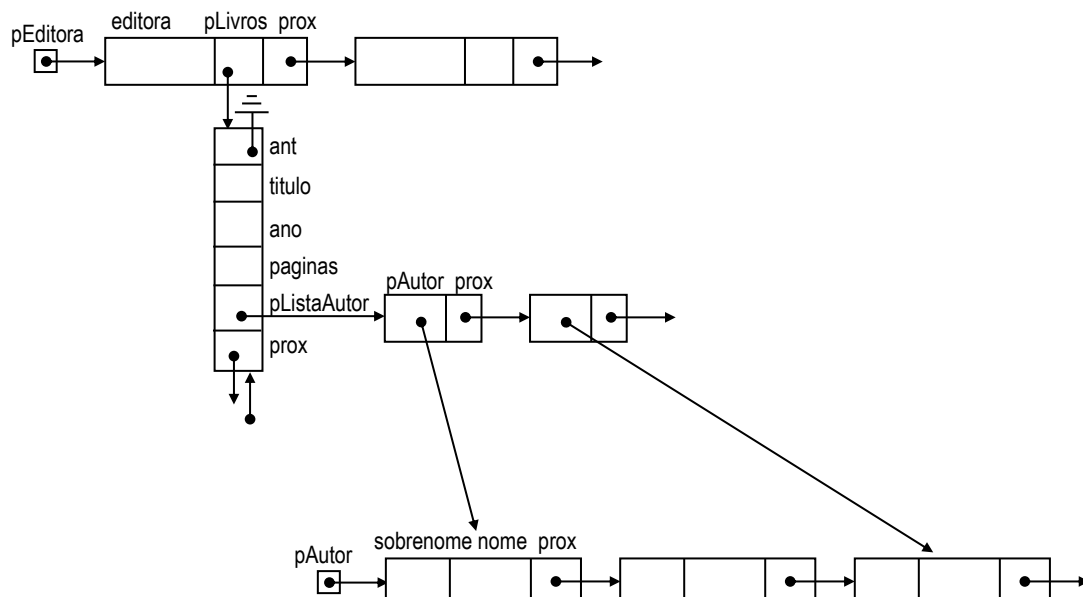 editora pLivros prox
pEditora
ant
titulo
ano
paginas
pAutor prox
pListaAutor
prox
sobrenome nome prox
pAutor